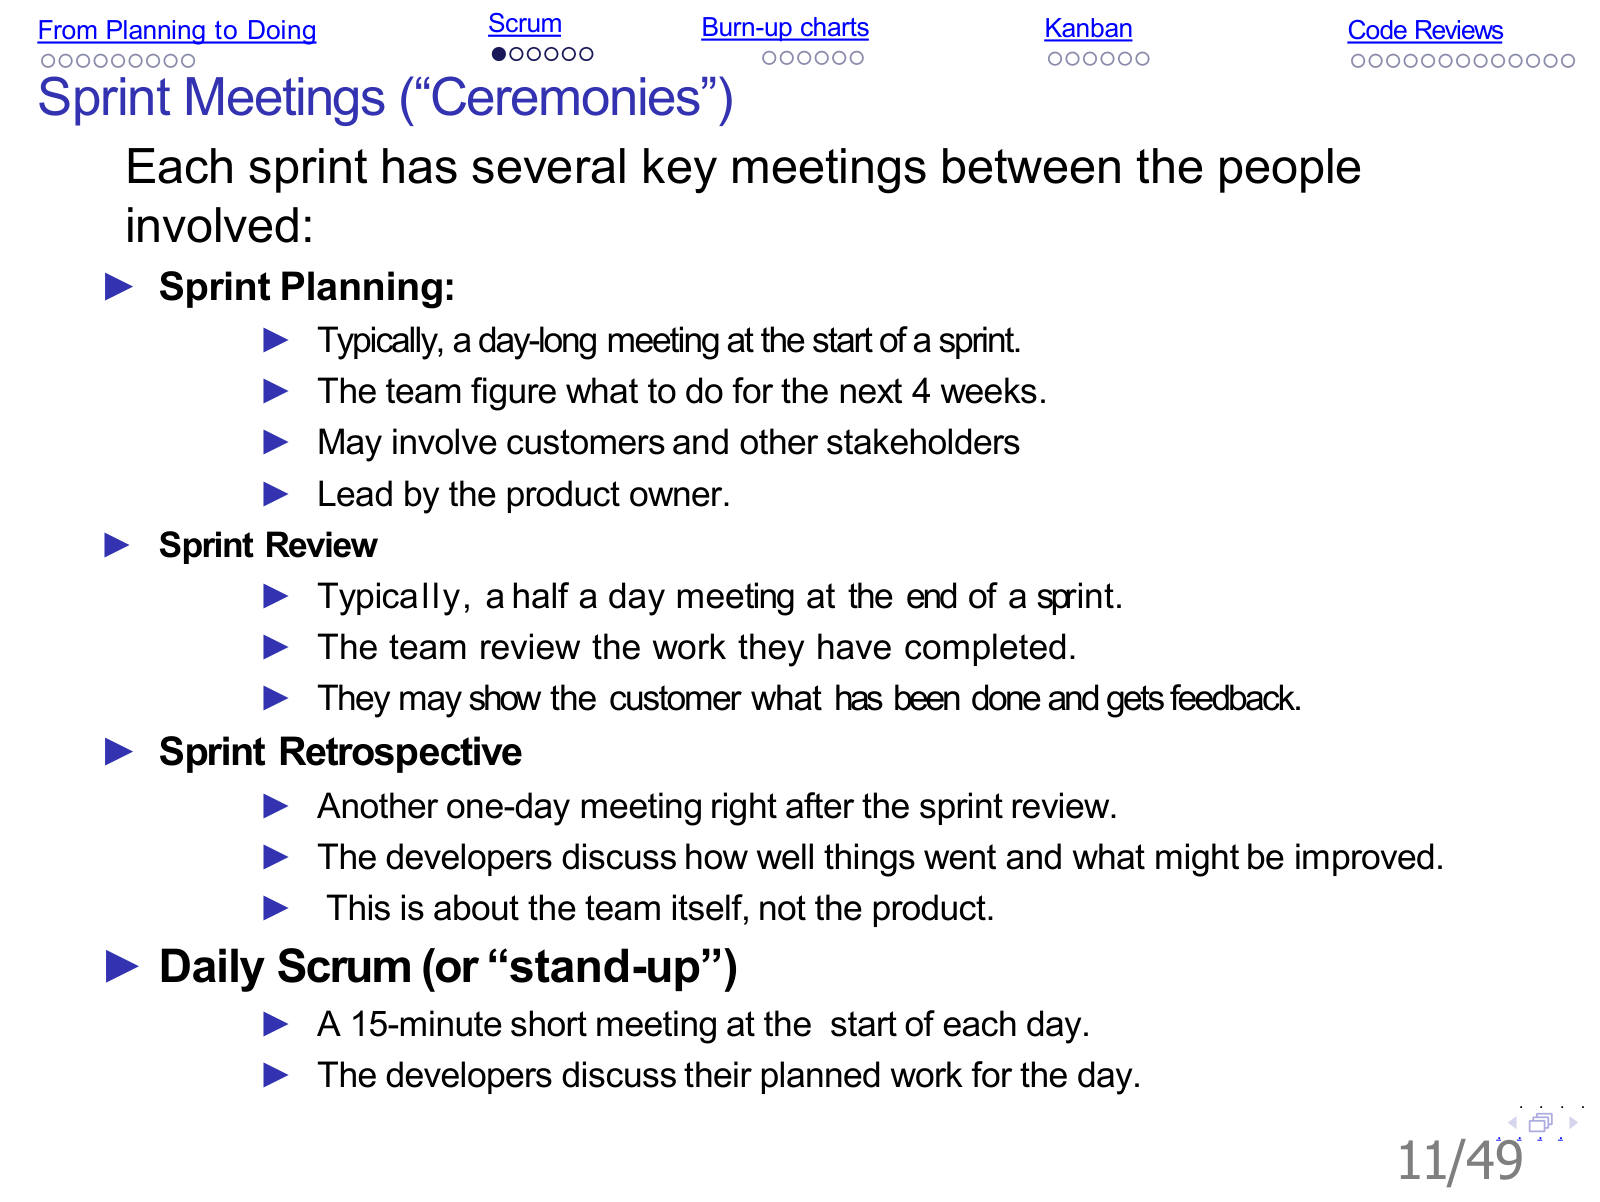 From Planning to Doing
Scrum
Burn-up charts
Kanban
Code Reviews
Sprint Meetings (“Ceremonies”)
Each sprint has several key meetings between the people
involved:
Sprint Planning:
Typically, a day-long meeting at the start of a sprint.
The team figure what to do for the next 4 weeks.
May involve customers and other stakeholders
Lead by the product owner.
Sprint Review
Typically, a half a day meeting at the end of a sprint.
The team review the work they have completed.
They may show the customer what has been done and gets feedback.
Sprint Retrospective
Another one-day meeting right after the sprint review.
The developers discuss how well things went and what might be improved.
This is about the team itself, not the product.
Daily Scrum (or “stand-up”)
A 15-minute short meeting at the start of each day.
The developers discuss their planned work for the day.
11/49